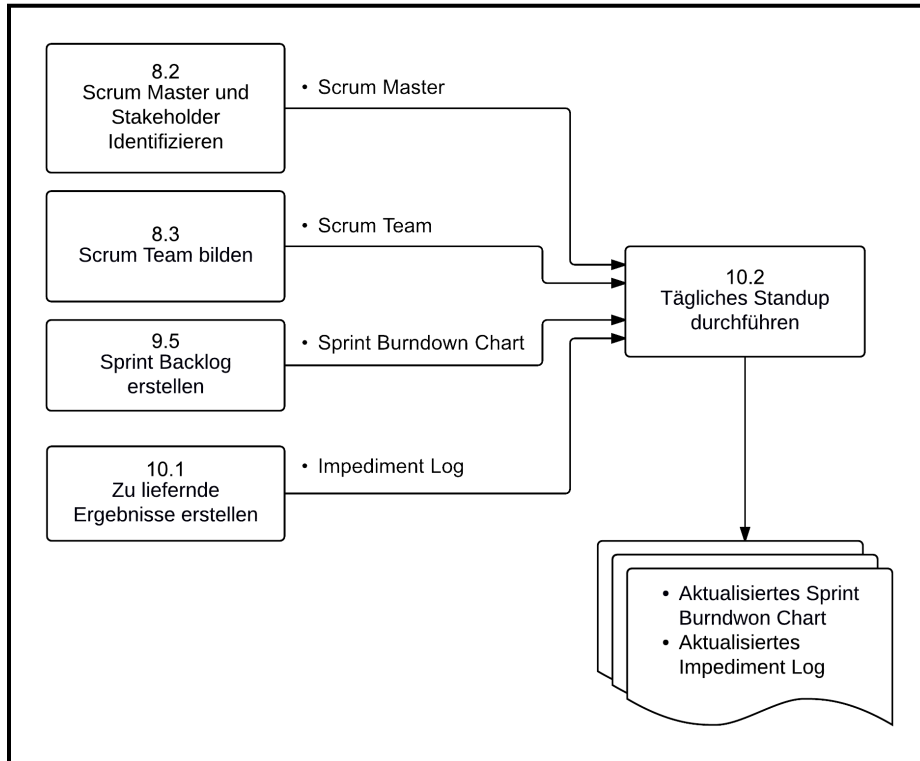 8.2
Scrum Master und
Stakeholder
Identifizieren
• Scrum Master
8.3
Scrum Team bilden
• Scrum Team
9.5
Sprint Backlog
erstellen
• Sprint Burndown Chart
10.1
Zu liefernde
Ergebnisse erstellen
• Impediment Log
10.2
Tägliches Standup
durchführen
• Aktualisiertes Sprint
Burndwon Chart
• Aktualisiertes
Impediment Log